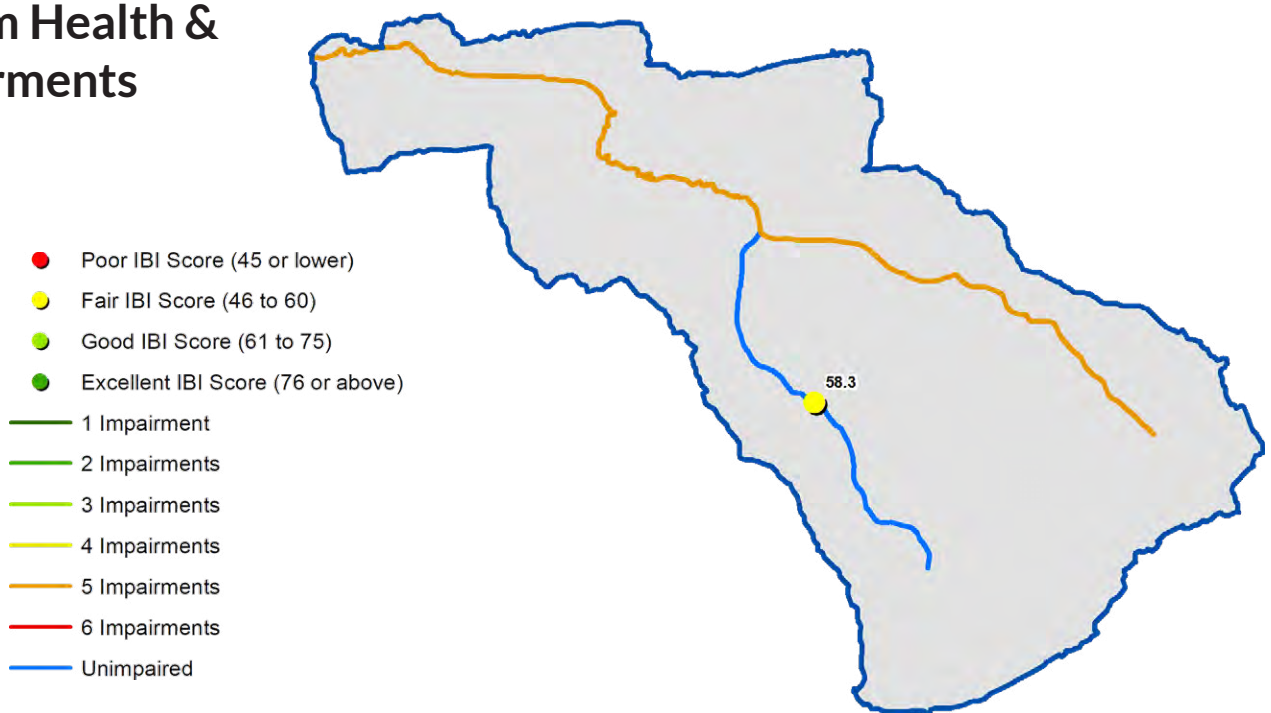 m Health &
rments
Poor IBI Score (45 or lower)
Fair IBI Score (46 to 60)
Good IBI Score (61 to 75)
Excellent IBI Score (76 or above)
1 Impairment
2 Impairments
3 Impairments
4 Impairments
5 Impairments
6 Impairments
Unimpaired
58.3